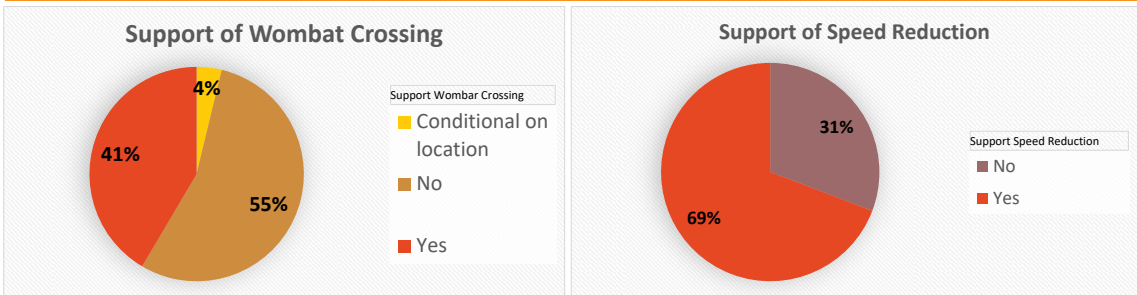 Support of Wombat Crossing
4%
41%
55%
Support Wombar Crossing
Conditional on
location
No
Yes
Support of Speed Reduction
31%
69%
Support Speed Reduction
No
Yes